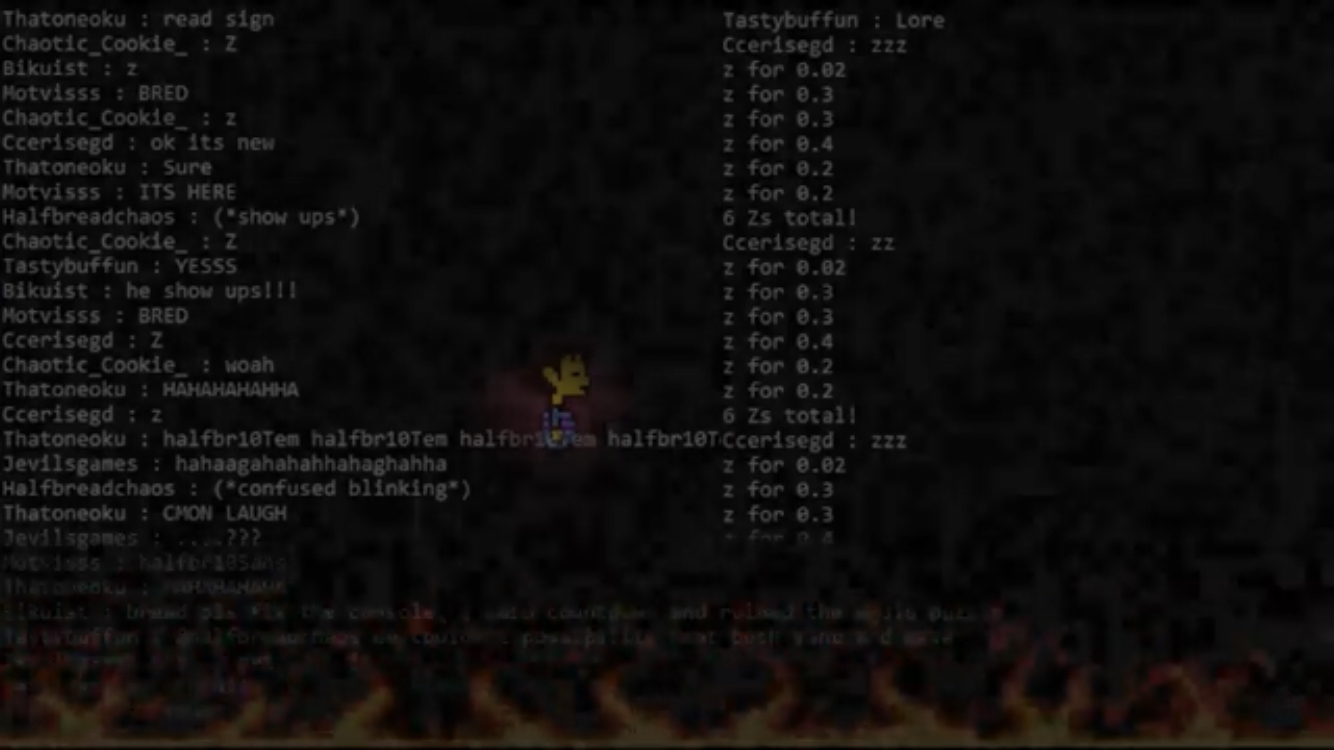 Thatoneoku : read sign
Chaotic_Cookie_ : Z
Bikuist : z
Motvisss : BRED
Chaotic_Cookie_ : z
Ccerisegd : ok its new
Thatoneoku : Sure
Motvisss : ITS HERE
Halfbreadchaos : (*show ups*)
Chaotic_Cookie_ : Z
Tastybuffun : YESSS
Bikuist : he show ups!!!
Motvisss : BRED
Ccerisegd : Z
Chaotic_Cookie_ : woah
Thatoneoku : HAHAHAHAHHA
Ccerisegd : z
Thatoneoku : halfbr10Tem halfbr10Tem halfbr10Tem halfbr10T
Jevilsgames : hahaagahahahhahaghahha
Halfbreadchaos : (*confused blinking*)
Thatoneoku : CMON LAUGH
Jevilsgames : ....???
Motvisss : halfbr10Sans
Thatoneoku :
Bikuist : bread pls fix the console, and ruined the
Tastybuffun : @halfbreadchaos that both
Tastybuffun : Lore
Ccerisegd : zzz
z for 0.02
z for 0.3
z for 0.3
z for 0.4
z for 0.2
z for 0.2
6 Zs total!
Ccerisegd : zz
z for 0.02
z for 0.3
z for 0.3
z for 0.4
z for 0.2
z for 0.2
6 Zs total!
Ccerisegd : zzz
z for 0.02
z for 0.3
z for 0.3
z for 0.4